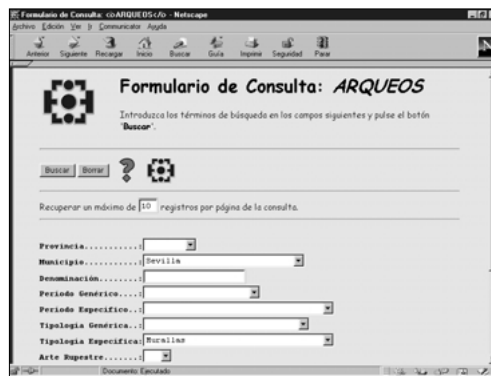 Formulario de Consulta: <b>ARQUEOS</b> - Netscape
Archivo Edición Ver Ir Communicator Ayuda
Anterior Siguiente Recargar Inicio Buscar Guía Imprimir Seguridad Parar
N
Formulario de Consulta: ARQUEOS
Introduzca los términos de búsqueda en los campos siguientes y pulse el botón
"Buscar".
Buscar Borrar ?
Recuperar un máximo de 10 registros por página de la consulta.
Provincia...........:
Municipio...........: Sevilla
Denominación........:
Periodo Genérico....:
Periodo Específico..:
Tipología Genérica..:
Tipología Específica: Murallas
Arte Rupestre.......:
Documento: Ejecutado